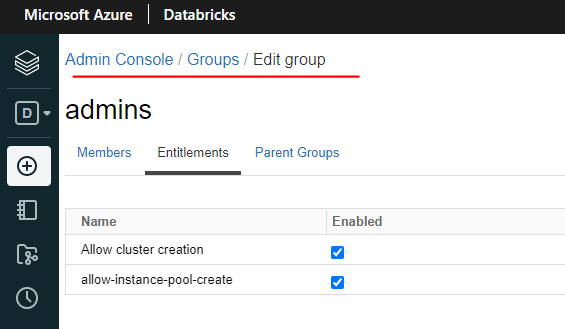 Microsoft Azure | Databricks
Admin Console / Groups / Edit group
D
admins
Members Entitlements Parent Groups
Name Enabled
Allow cluster creation
allow-instance-pool-create